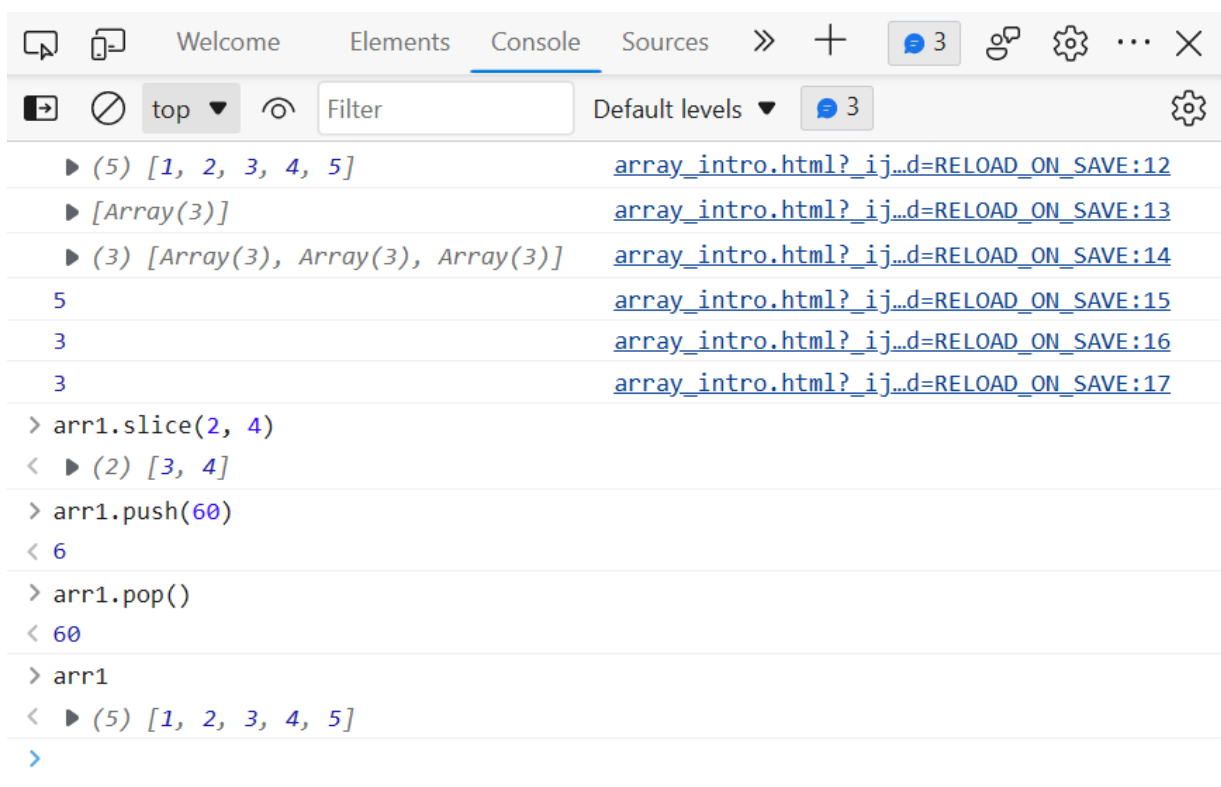 Welcome Elements Console Sources 3
top Filter Default levels 3
(5) [1, 2, 3, 4, 5] array_intro.html?_ij…d=RELOAD_ON_SAVE:12
[Array(3)] array_intro.html?_ij…d=RELOAD_ON_SAVE:13
(3) [Array(3), Array(3), Array(3)] array_intro.html?_ij…d=RELOAD_ON_SAVE:14
5 array_intro.html?_ij…d=RELOAD_ON_SAVE:15
3 array_intro.html?_ij…d=RELOAD_ON_SAVE:16
3 array_intro.html?_ij…d=RELOAD_ON_SAVE:17
> arr1.slice(2, 4)
< (2) [3, 4]
> arr1.push(60)
< 6
> arr1.pop()
< 60
> arr1
< (5) [1, 2, 3, 4, 5]
>